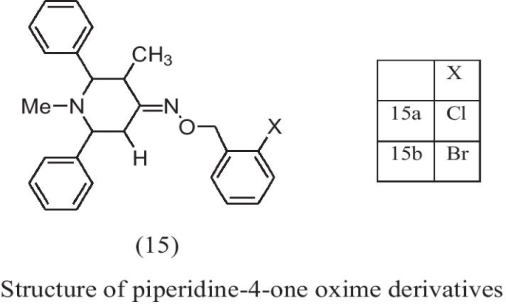 CH3
Me N N
O X
H
X
15a Cl
15b Br
(15)
Structure of piperidine-4-one oxime derivatives